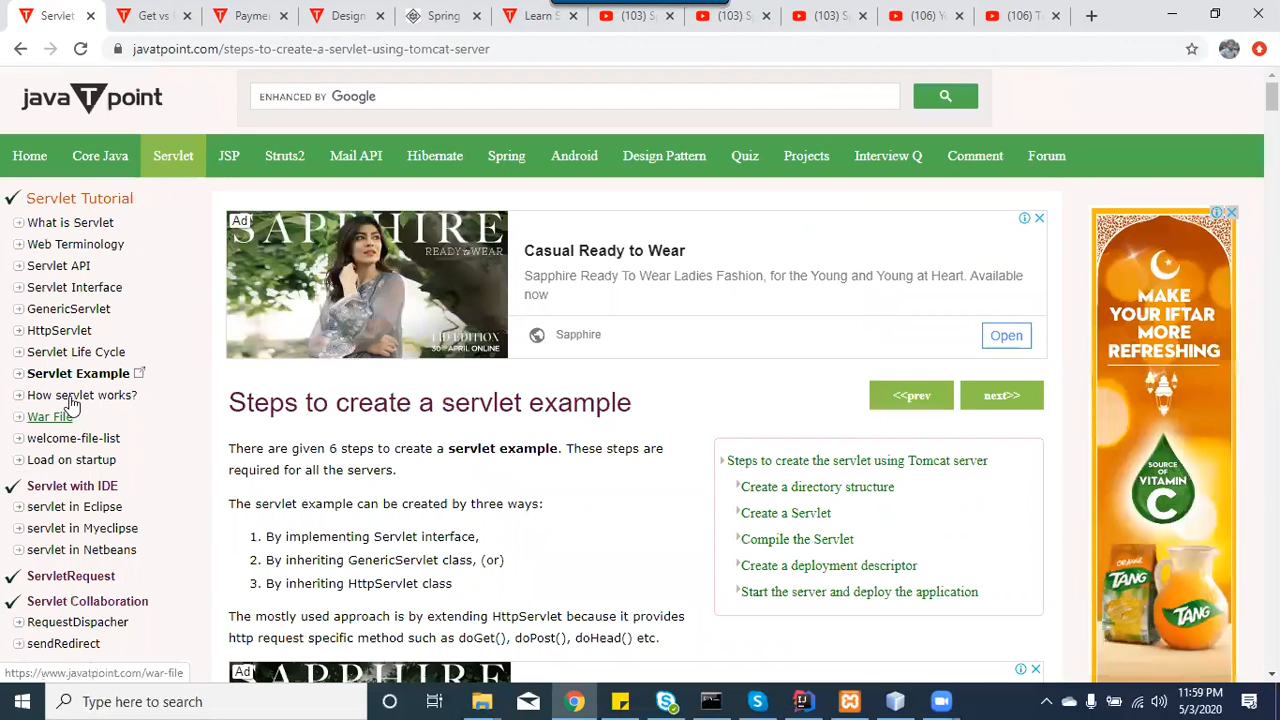 Servlet
Get vs
Paymer
Design
Spring
Learn S
(103) S
(103) S
(103) S
(106) Y
(106) T
javatpoint.com/steps-to-create-a-servlet-using-tomcat-server
java T point
ENHANCED BY Google
Home Core Java Servlet JSP Struts2 Mail API Hibernate Spring Android Design Pattern Quiz Projects Interview Q Comment Forum
Servlet Tutorial
What is Servlet
Web Terminology
Servlet API
Servlet Interface
GenericServlet
HttpServlet
Servlet Life Cycle
Servlet Example
How servlet works?
War File
welcome-file-list
Load on startup
Servlet with IDE
servlet in Eclipse
servlet in Myeclipse
servlet in Netbeans
ServletRequest
Servlet Collaboration
RequestDispacher
sendRedirect
https://www.javatpoint.com/war-file
Ad
SAPPHIRE
READY to WEAR
EID EDITION
30TH APRIL ONLINE
Casual Ready to Wear
Sapphire Ready To Wear Ladies Fashion, for the Young and Young at Heart. Available
now
Sapphire
Open
Steps to create a servlet example
<<prev next>>
There are given 6 steps to create a servlet example. These steps are
required for all the servers.
The servlet example can be created by three ways:
1. By implementing Servlet interface,
2. By inheriting GenericServlet class, (or)
3. By inheriting HttpServlet class
The mostly used approach is by extending HttpServlet because it provides
http request specific method such as doGet(), doPost(), doHead() etc.
Steps to create the servlet using Tomcat server
Create a directory structure
Create a Servlet
Compile the Servlet
Create a deployment descriptor
Start the server and deploy the application
Ad
SAPPHIRE
MAKE
YOUR IFTAR
MORE
REFRESHING
SOURCE OF
VITAMIN
C
ORANGE
TANG
TANG
Type here to search
11:59 PM
5/3/2020